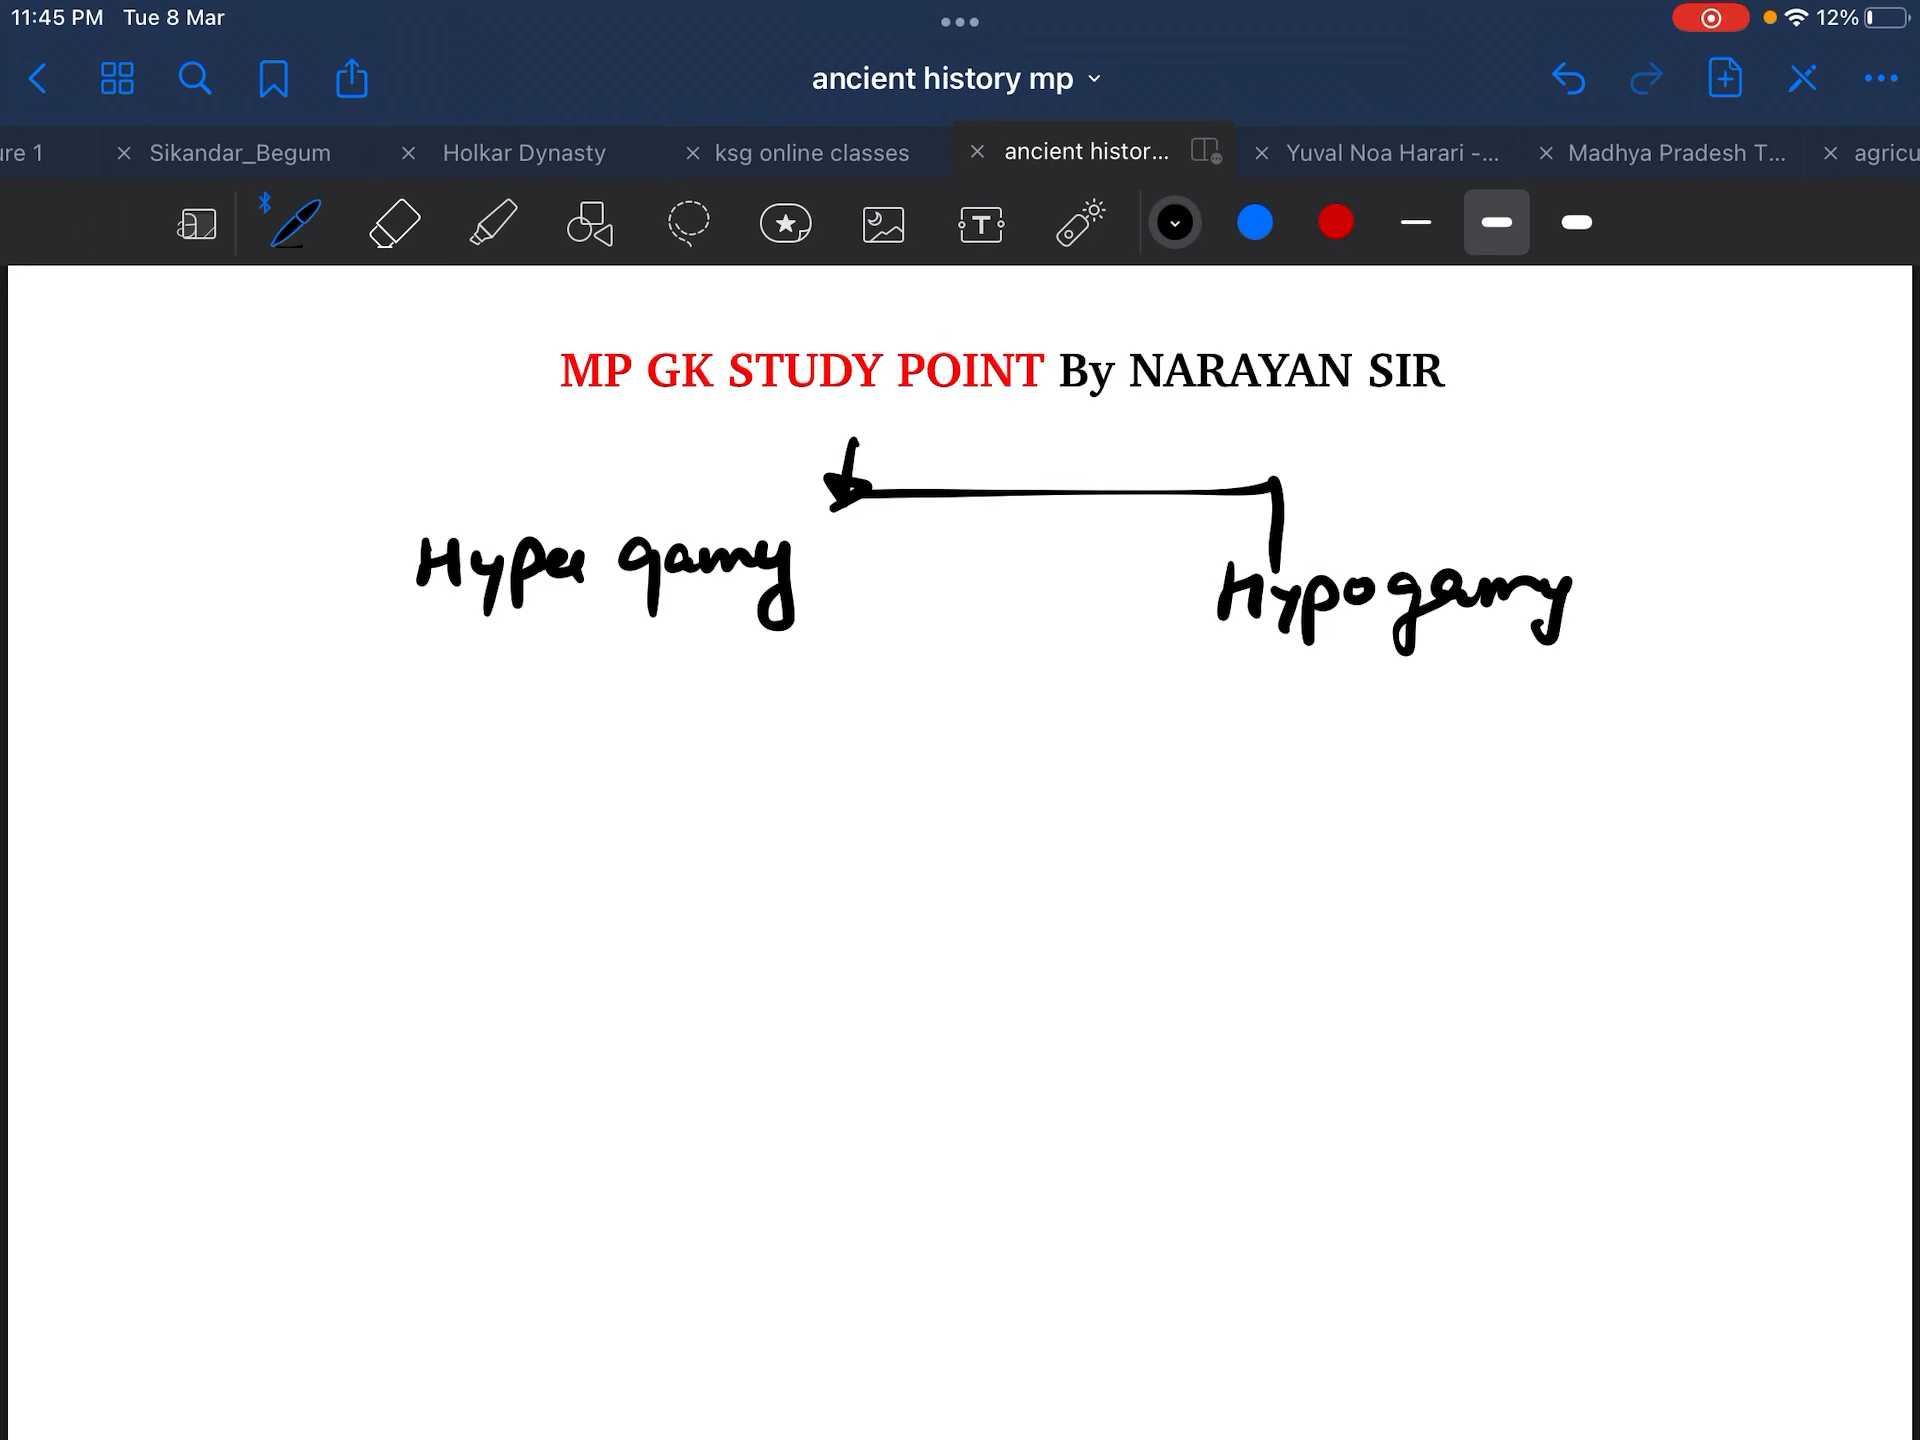 11:45 PM Tue 8 Mar 12%
ancient history mp
ure 1 Sikandar_Begum Holkar Dynasty ksg online classes ancient histor... Yuval Noa Harari -... Madhya Pradesh T... agricu
MP GK STUDY POINT By NARAYAN SIR
Hyper gamy Hypogamy